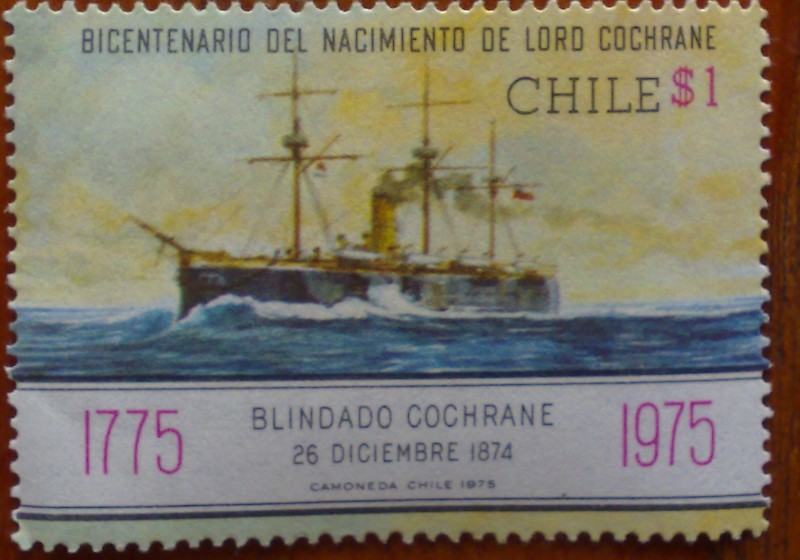 BICENTENARIO DEL NACIMIENTO DE LORD COCHRANE
CHILE $1
1775
BLINDADO COCHRANE
26 DICIEMBRE 1874
CAMONEDA CHILE 1975
1975